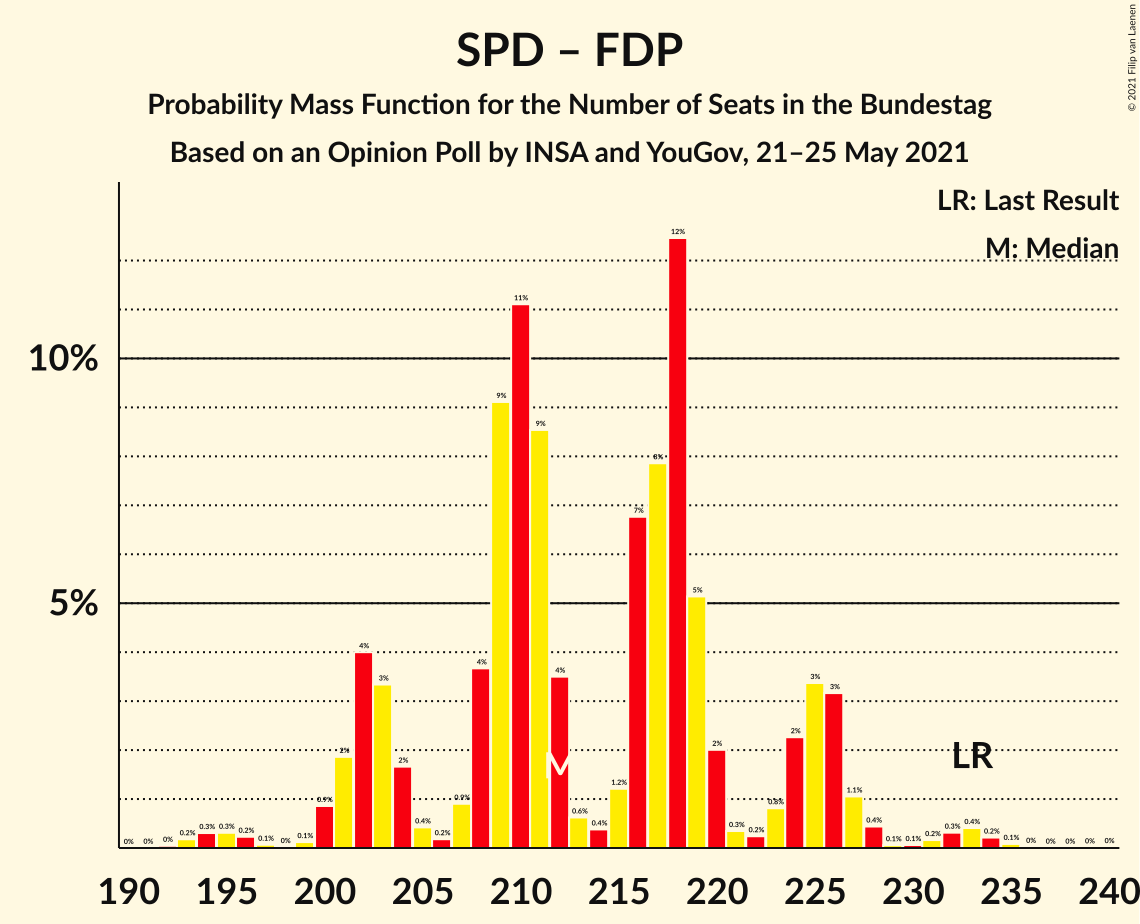 SPD – FDP
Probability Mass Function for the Number of Seats in the Bundestag
Based on an Opinion Poll by INSA and YouGov, 21–25 May 2021
© 2021 Filip van Laenen
LR: Last Result
M: Median
10%
5%
0% 0% 0% 0.2% 0.3% 0.3% 0.2% 0.1% 0% 0.1% 0.9% 2% 4% 3% 2% 0.4% 0.2% 0.9% 4% 9% 11% 9% 4% 0.6% 0.4% 1.2% 7% 8% 12% 5% 2% 0.3% 0.2% 0.8% 2% 3% 3% 1.1% 0.4% 0.1% 0.1% 0.2% 0.3% 0.4% 0.2% 0.1% 0% 0% 0% 0% 0%
M
LR
190 195 200 205 210 215 220 225 230 235 240